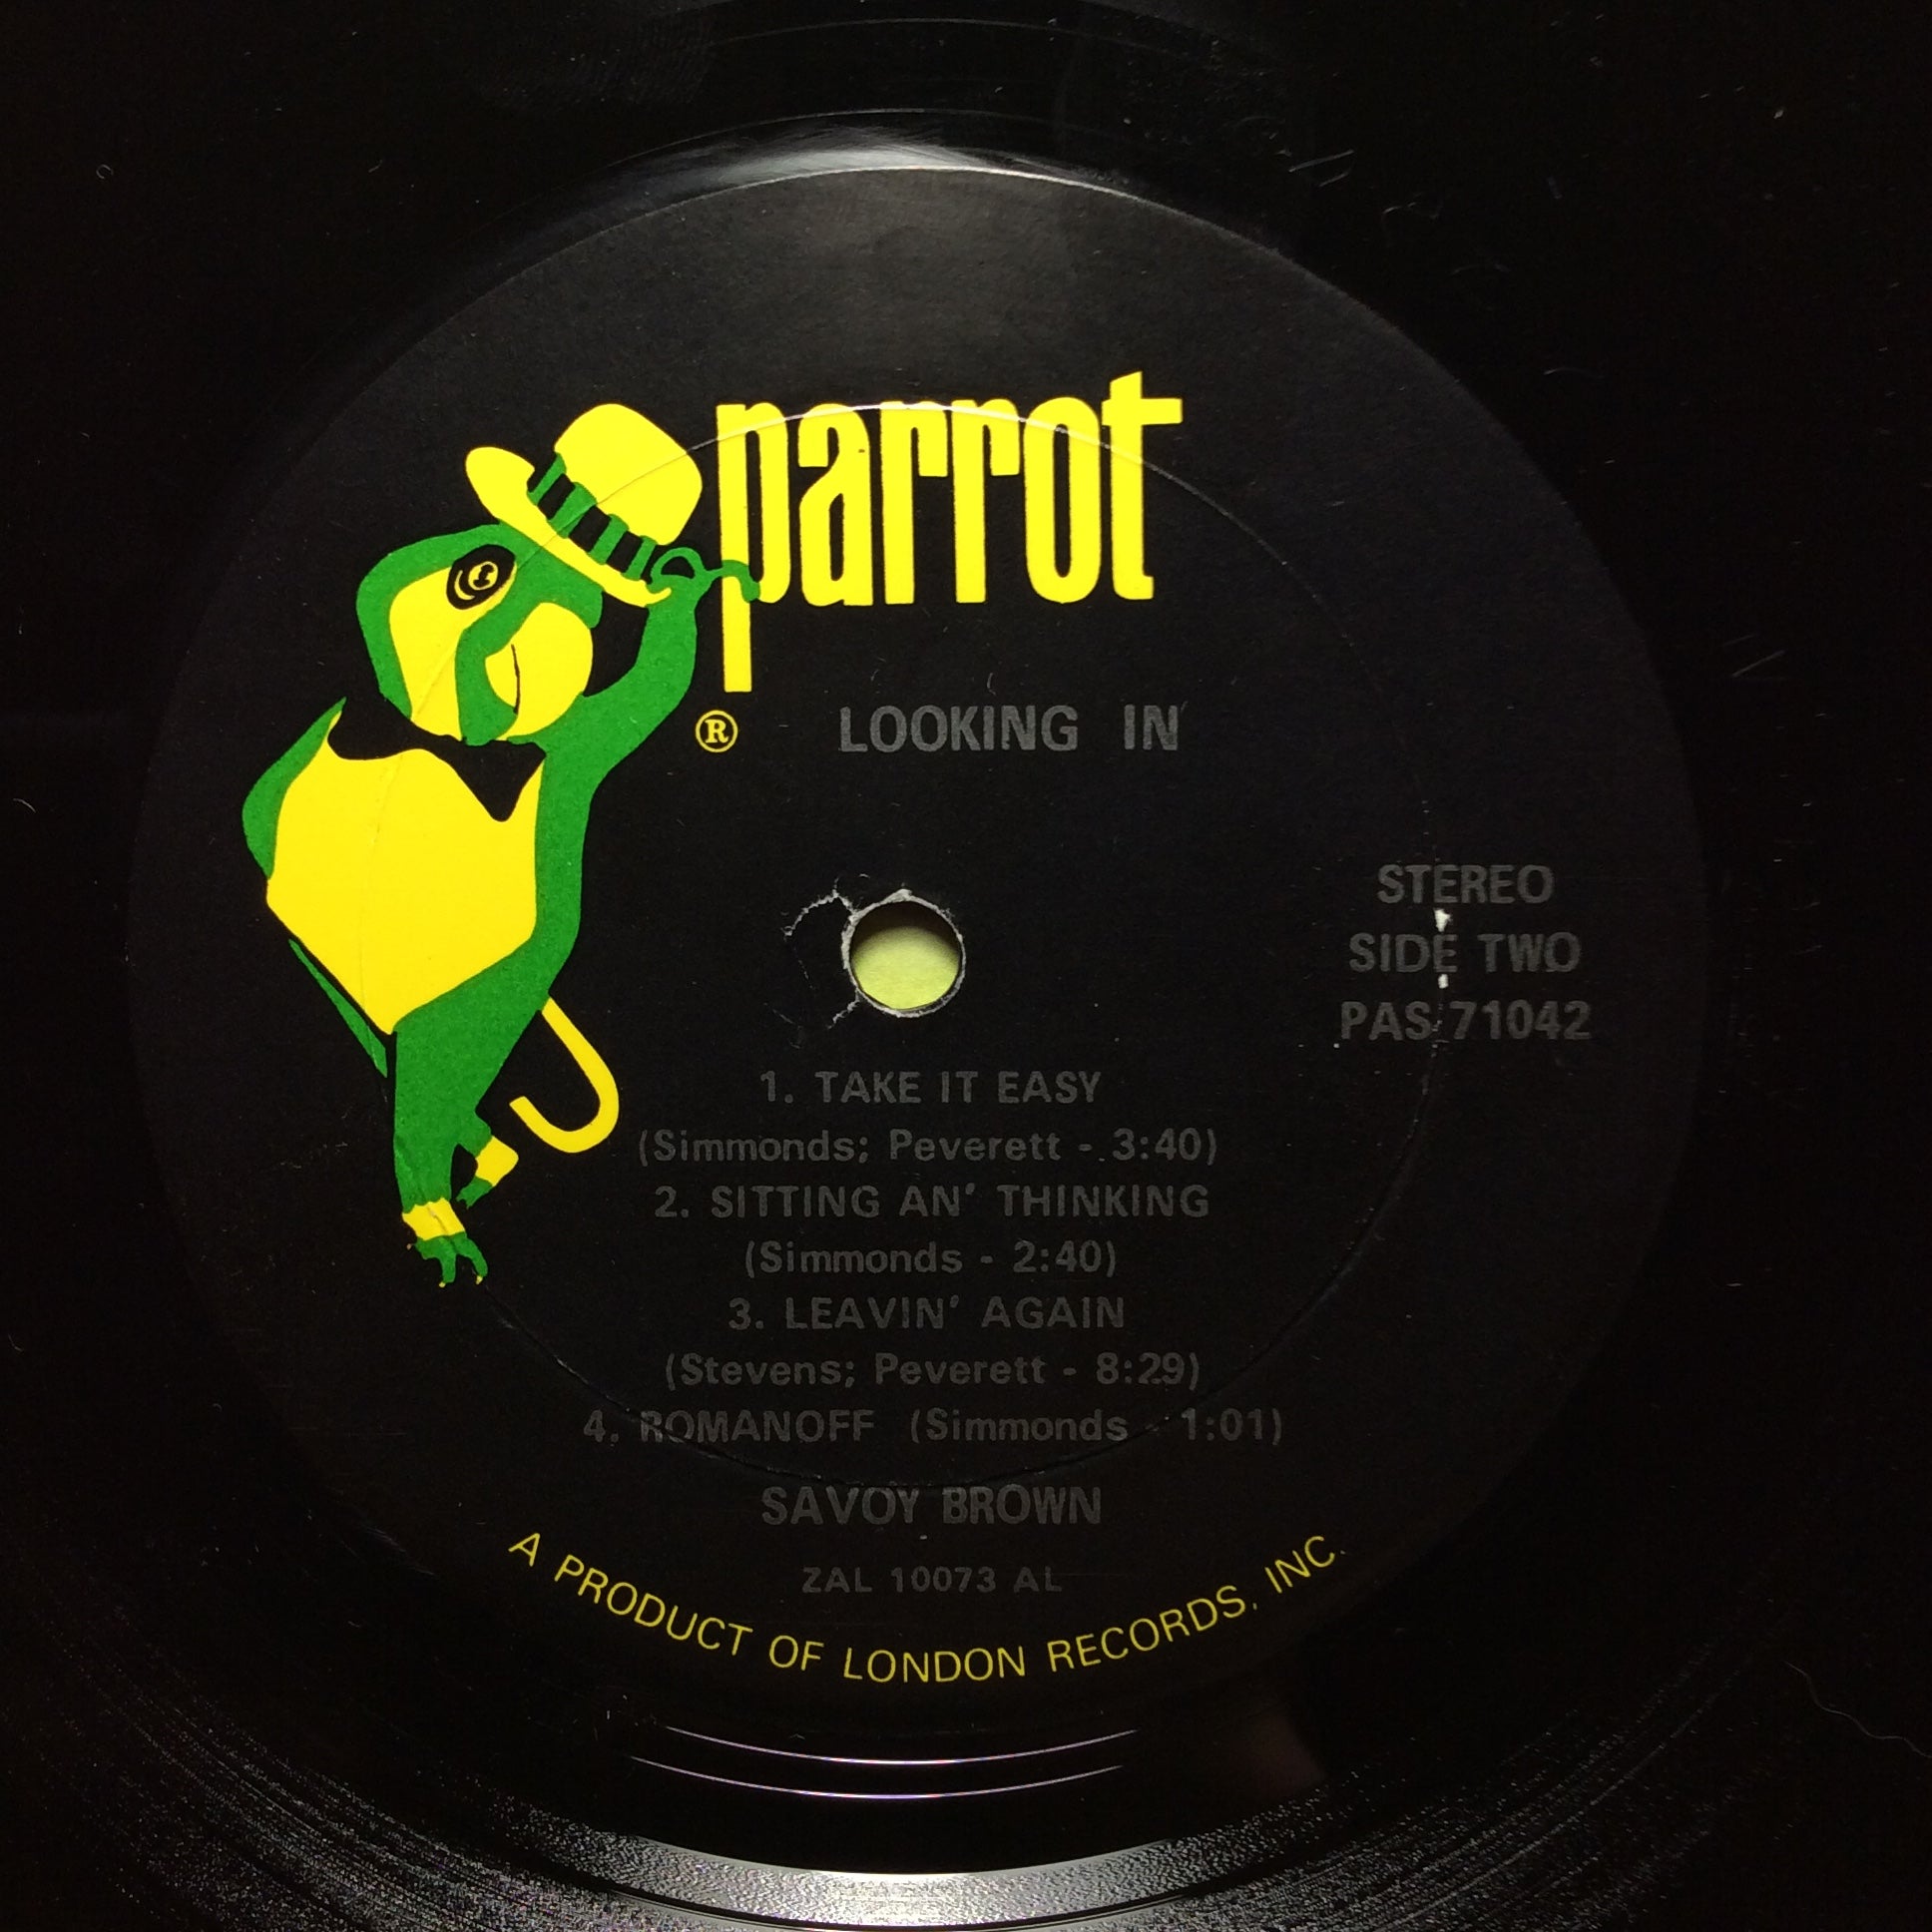 parrot
®
LOOKING IN
STEREO
SIDE TWO
PAS 71042
1. TAKE IT EASY
(Simmonds; Peverett - 3:40)
2. SITTING AN' THINKING
(Simmonds - 2:40)
3. LEAVIN' AGAIN
(Stevens; Peverett - 8:29)
4. ROMANOFF (Simmonds - 1:01)
SAVOY BROWN
ZAL 10073 AL
A PRODUCT OF LONDON RECORDS, INC.